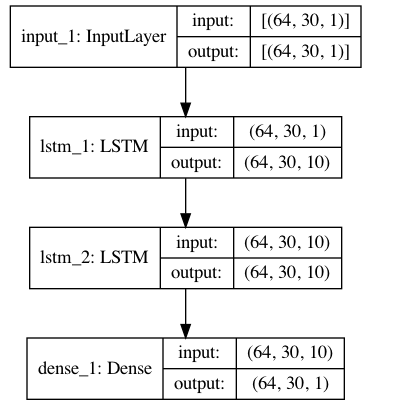 input_1: InputLayer
input: [(64, 30, 1)]
output: [(64, 30, 1)]
lstm_1: LSTM
input: (64, 30, 1)
output: (64, 30, 10)
lstm_2: LSTM
input: (64, 30, 10)
output: (64, 30, 10)
dense_1: Dense
input: (64, 30, 10)
output: (64, 30, 1)